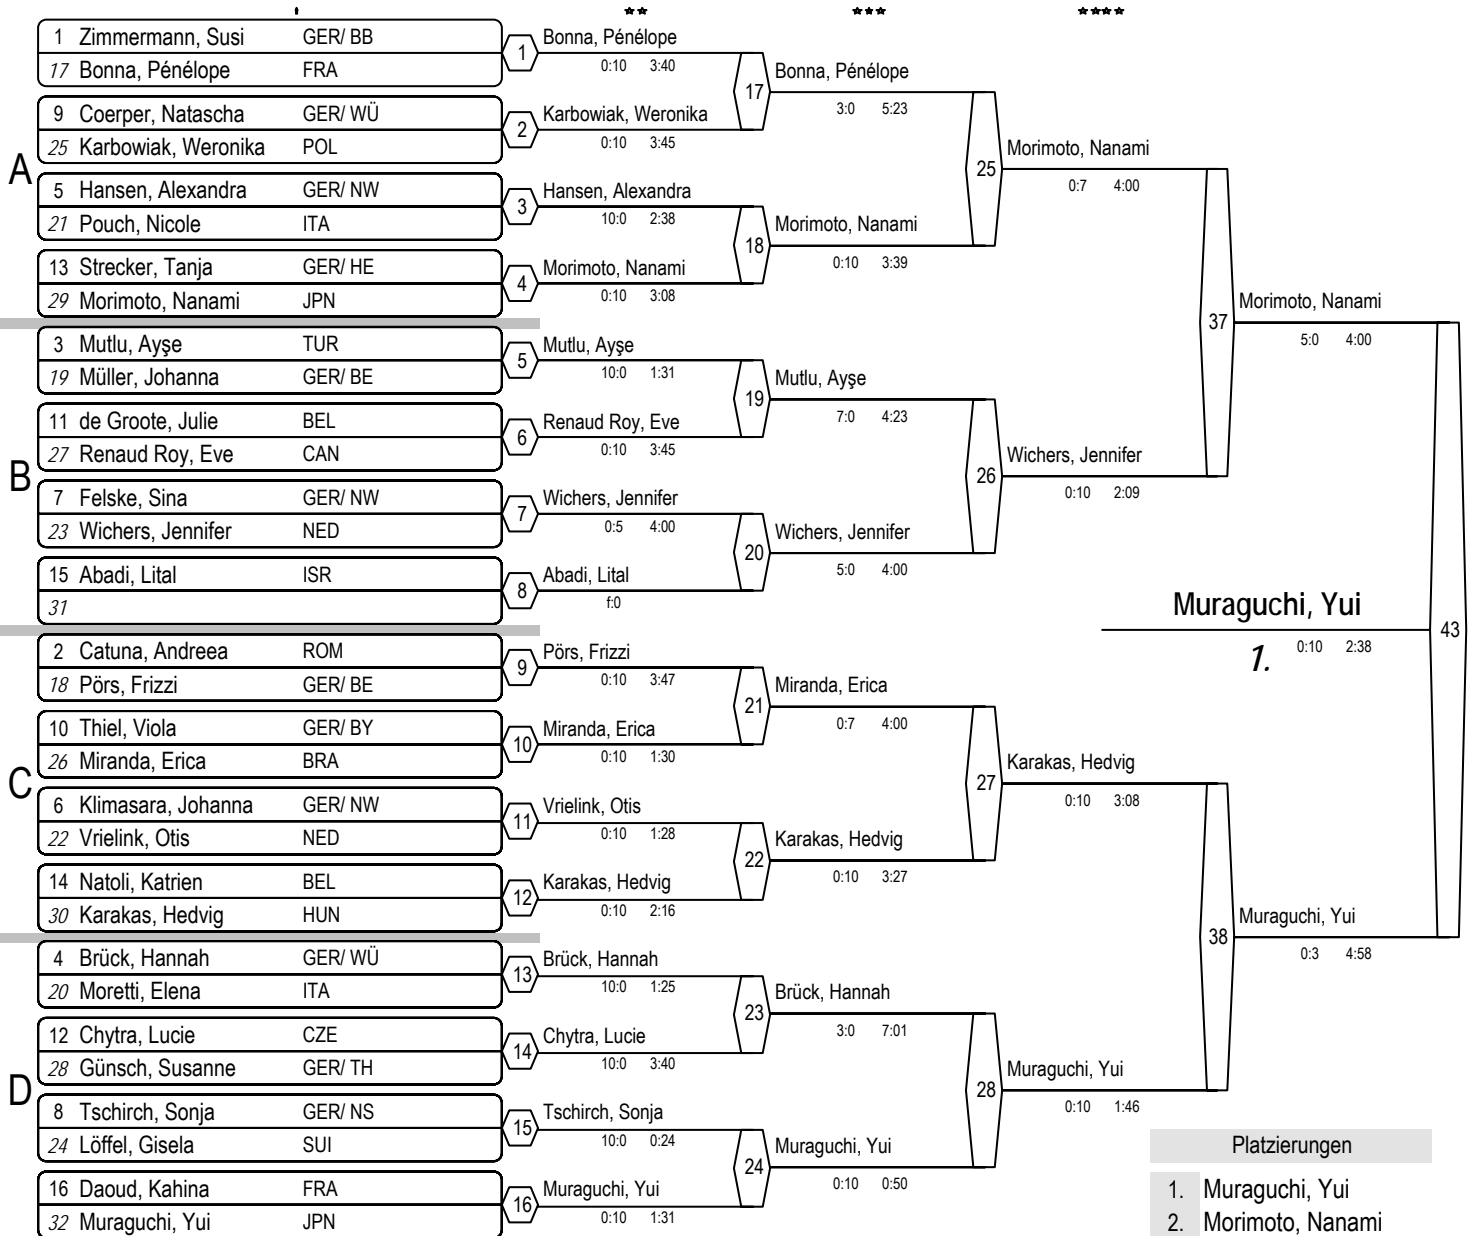 * ** *** ****
A
1 Zimmermann, Susi GER/ BB
17 Bonna, Pénélope FRA
9 Coerper, Natascha GER/ WÜ
25 Karbowiak, Weronika POL
5 Hansen, Alexandra GER/ NW
21 Pouch, Nicole ITA
13 Strecker, Tanja GER/ HE
29 Morimoto, Nanami JPN
B
3 Mutlu, Ayşe TUR
19 Müller, Johanna GER/ BE
11 de Groote, Julie BEL
27 Renaud Roy, Eve CAN
7 Felske, Sina GER/ NW
23 Wichers, Jennifer NED
15 Abadi, Lital ISR
31
C
2 Catuna, Andreea ROM
18 Pörs, Frizzi GER/ BE
10 Thiel, Viola GER/ BY
26 Miranda, Erica BRA
6 Klimasara, Johanna GER/ NW
22 Vrielink, Otis NED
14 Natoli, Katrien BEL
30 Karakas, Hedvig HUN
D
4 Brück, Hannah GER/ WÜ
20 Moretti, Elena ITA
12 Chytra, Lucie CZE
28 Günsch, Susanne GER/ TH
8 Tschirch, Sonja GER/ NS
24 Löffel, Gisela SUI
16 Daoud, Kahina FRA
32 Muraguchi, Yui JPN
1 Bonna, Pénélope
0:10 3:40
2 Karbowiak, Weronika
0:10 3:45
3 Hansen, Alexandra
10:0 2:38
4 Morimoto, Nanami
0:10 3:08
5 Mutlu, Ayşe
10:0 1:31
6 Renaud Roy, Eve
0:10 3:45
7 Wichers, Jennifer
0:5 4:00
8 Abadi, Lital
f:0
9 Pörs, Frizzi
0:10 3:47
10 Miranda, Erica
0:10 1:30
11 Vrielink, Otis
0:10 1:28
12 Karakas, Hedvig
0:10 2:16
13 Brück, Hannah
10:0 1:25
14 Chytra, Lucie
10:0 3:40
15 Tschirch, Sonja
10:0 0:24
16 Muraguchi, Yui
0:10 1:31
17 Bonna, Pénélope
3:0 5:23
18 Morimoto, Nanami
0:10 3:39
19 Mutlu, Ayşe
7:0 4:23
20 Wichers, Jennifer
5:0 4:00
21 Miranda, Erica
0:7 4:00
22 Karakas, Hedvig
0:10 3:27
23 Brück, Hannah
3:0 7:01
24 Muraguchi, Yui
0:10 0:50
25 Morimoto, Nanami
0:7 4:00
26 Wichers, Jennifer
0:10 2:09
27 Karakas, Hedvig
0:10 3:08
28 Muraguchi, Yui
0:10 1:46
37 Morimoto, Nanami
5:0 4:00
38 Muraguchi, Yui
0:3 4:58
43
Muraguchi, Yui
1. 0:10 2:38
Platzierungen
1. Muraguchi, Yui
2. Morimoto, Nanami